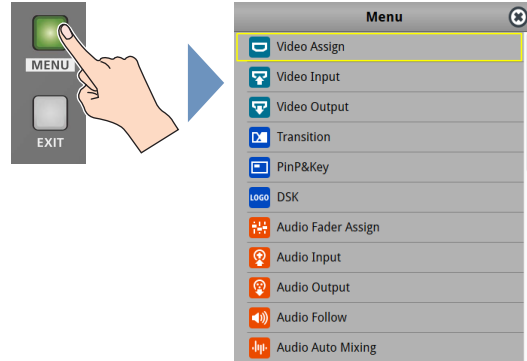 MENU
EXIT
Menu
Video Assign
Video Input
Video Output
Transition
PinP&Key
LOGO DSK
Audio Fader Assign
Audio Input
Audio Output
Audio Follow
Audio Auto Mixing